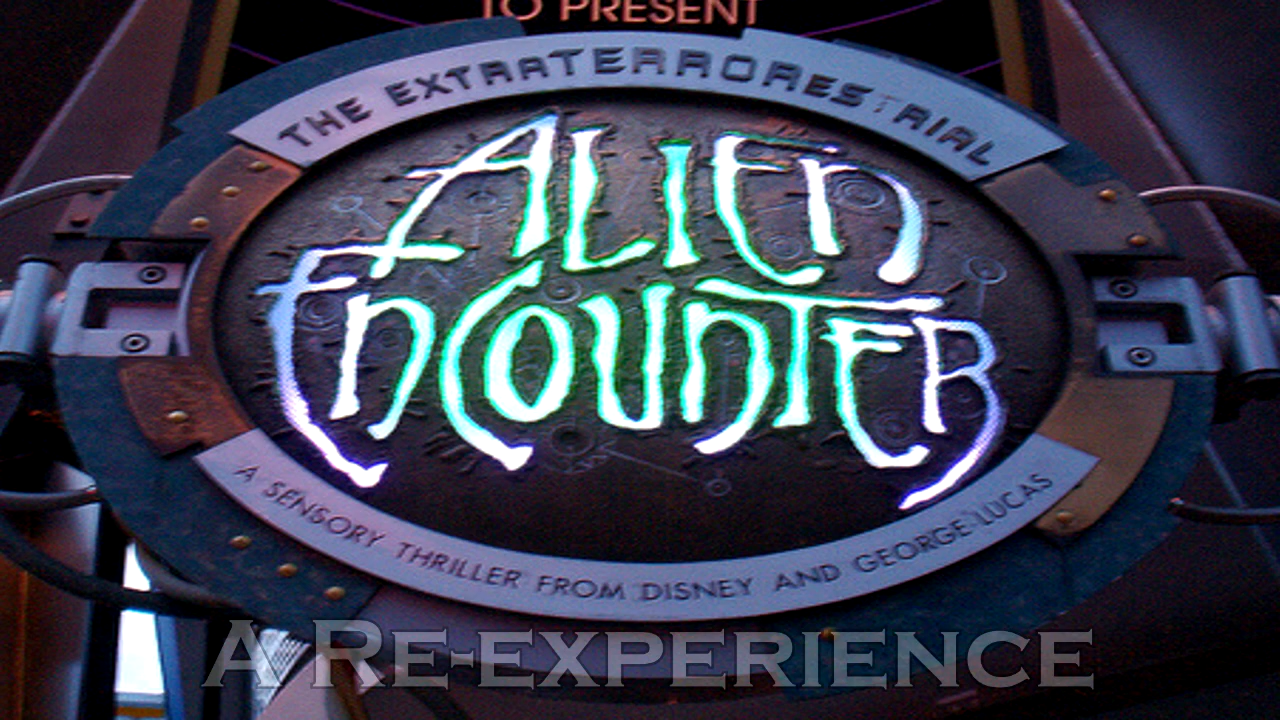 TO PRESENT
THE EXTRATERRORESTRIAL
ALIEN
ENCOUNTER
A SENSORY THRILLER FROM DISNEY AND GEORGE LUCAS
A RE-EXPERIENCE